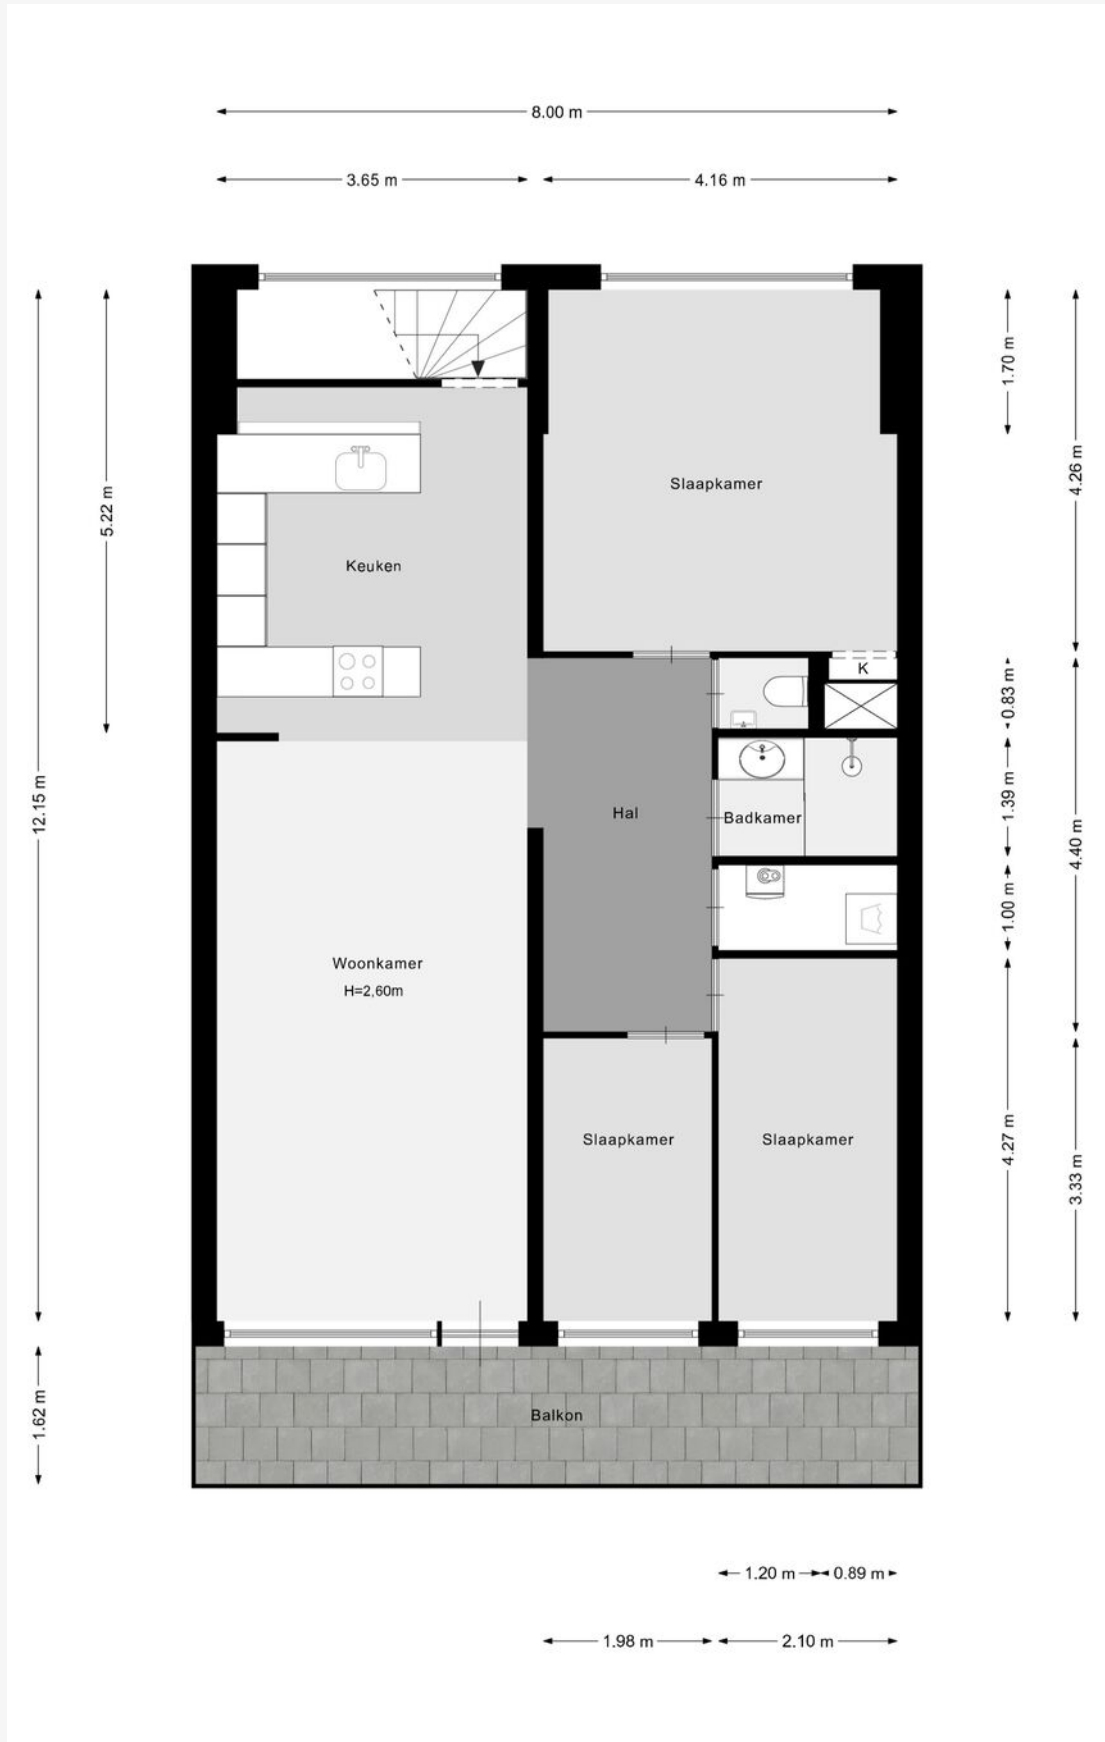 8.00 m
3.65 m
4.16 m
1.70 m
4.26 m
5.22 m
Slaapkamer
Keuken
K
0.83 m
12.15 m
1.39 m
Hal
Badkamer
4.40 m
1.00 m
Woonkamer
H=2,60m
Slaapkamer
Slaapkamer
4.27 m
3.33 m
1.62 m
Balkon
1.20 m
0.89 m
1.98 m
2.10 m